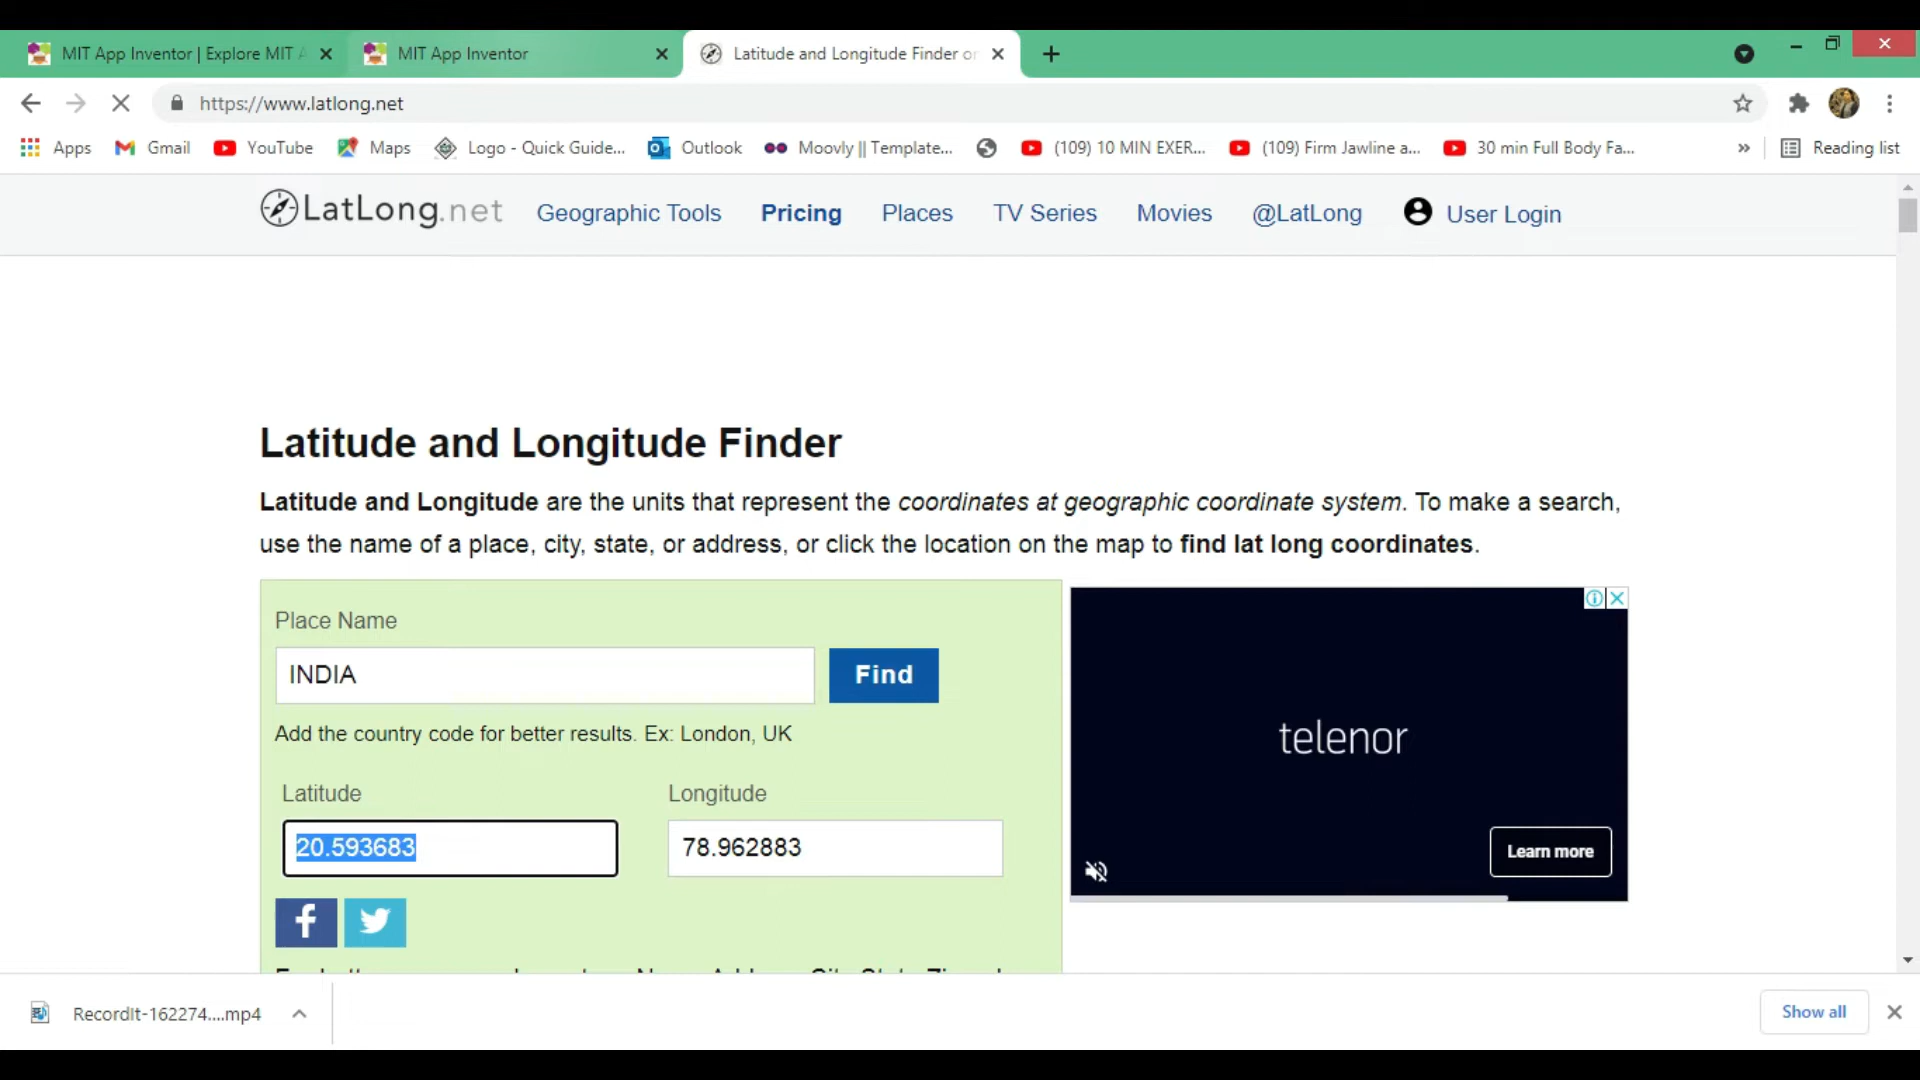 MIT App Inventor | Explore MIT A
MIT App Inventor
Latitude and Longitude Finder on
https://www.latlong.net
Apps
Gmail
YouTube
Maps
Logo - Quick Guide...
Outlook
Moovly || Template...
(109) 10 MIN EXER...
(109) Firm Jawline a...
30 min Full Body Fa...
»
Reading list
LatLong.net
Geographic Tools
Pricing
Places
TV Series
Movies
@LatLong
User Login
Latitude and Longitude Finder
Latitude and Longitude are the units that represent the coordinates at geographic coordinate system. To make a search,
use the name of a place, city, state, or address, or click the location on the map to find lat long coordinates.
Place Name
INDIA
Find
Add the country code for better results. Ex: London, UK
Latitude
Longitude
20.593683
78.962883
telenor
Learn more
RecordIt-162274....mp4
Show all